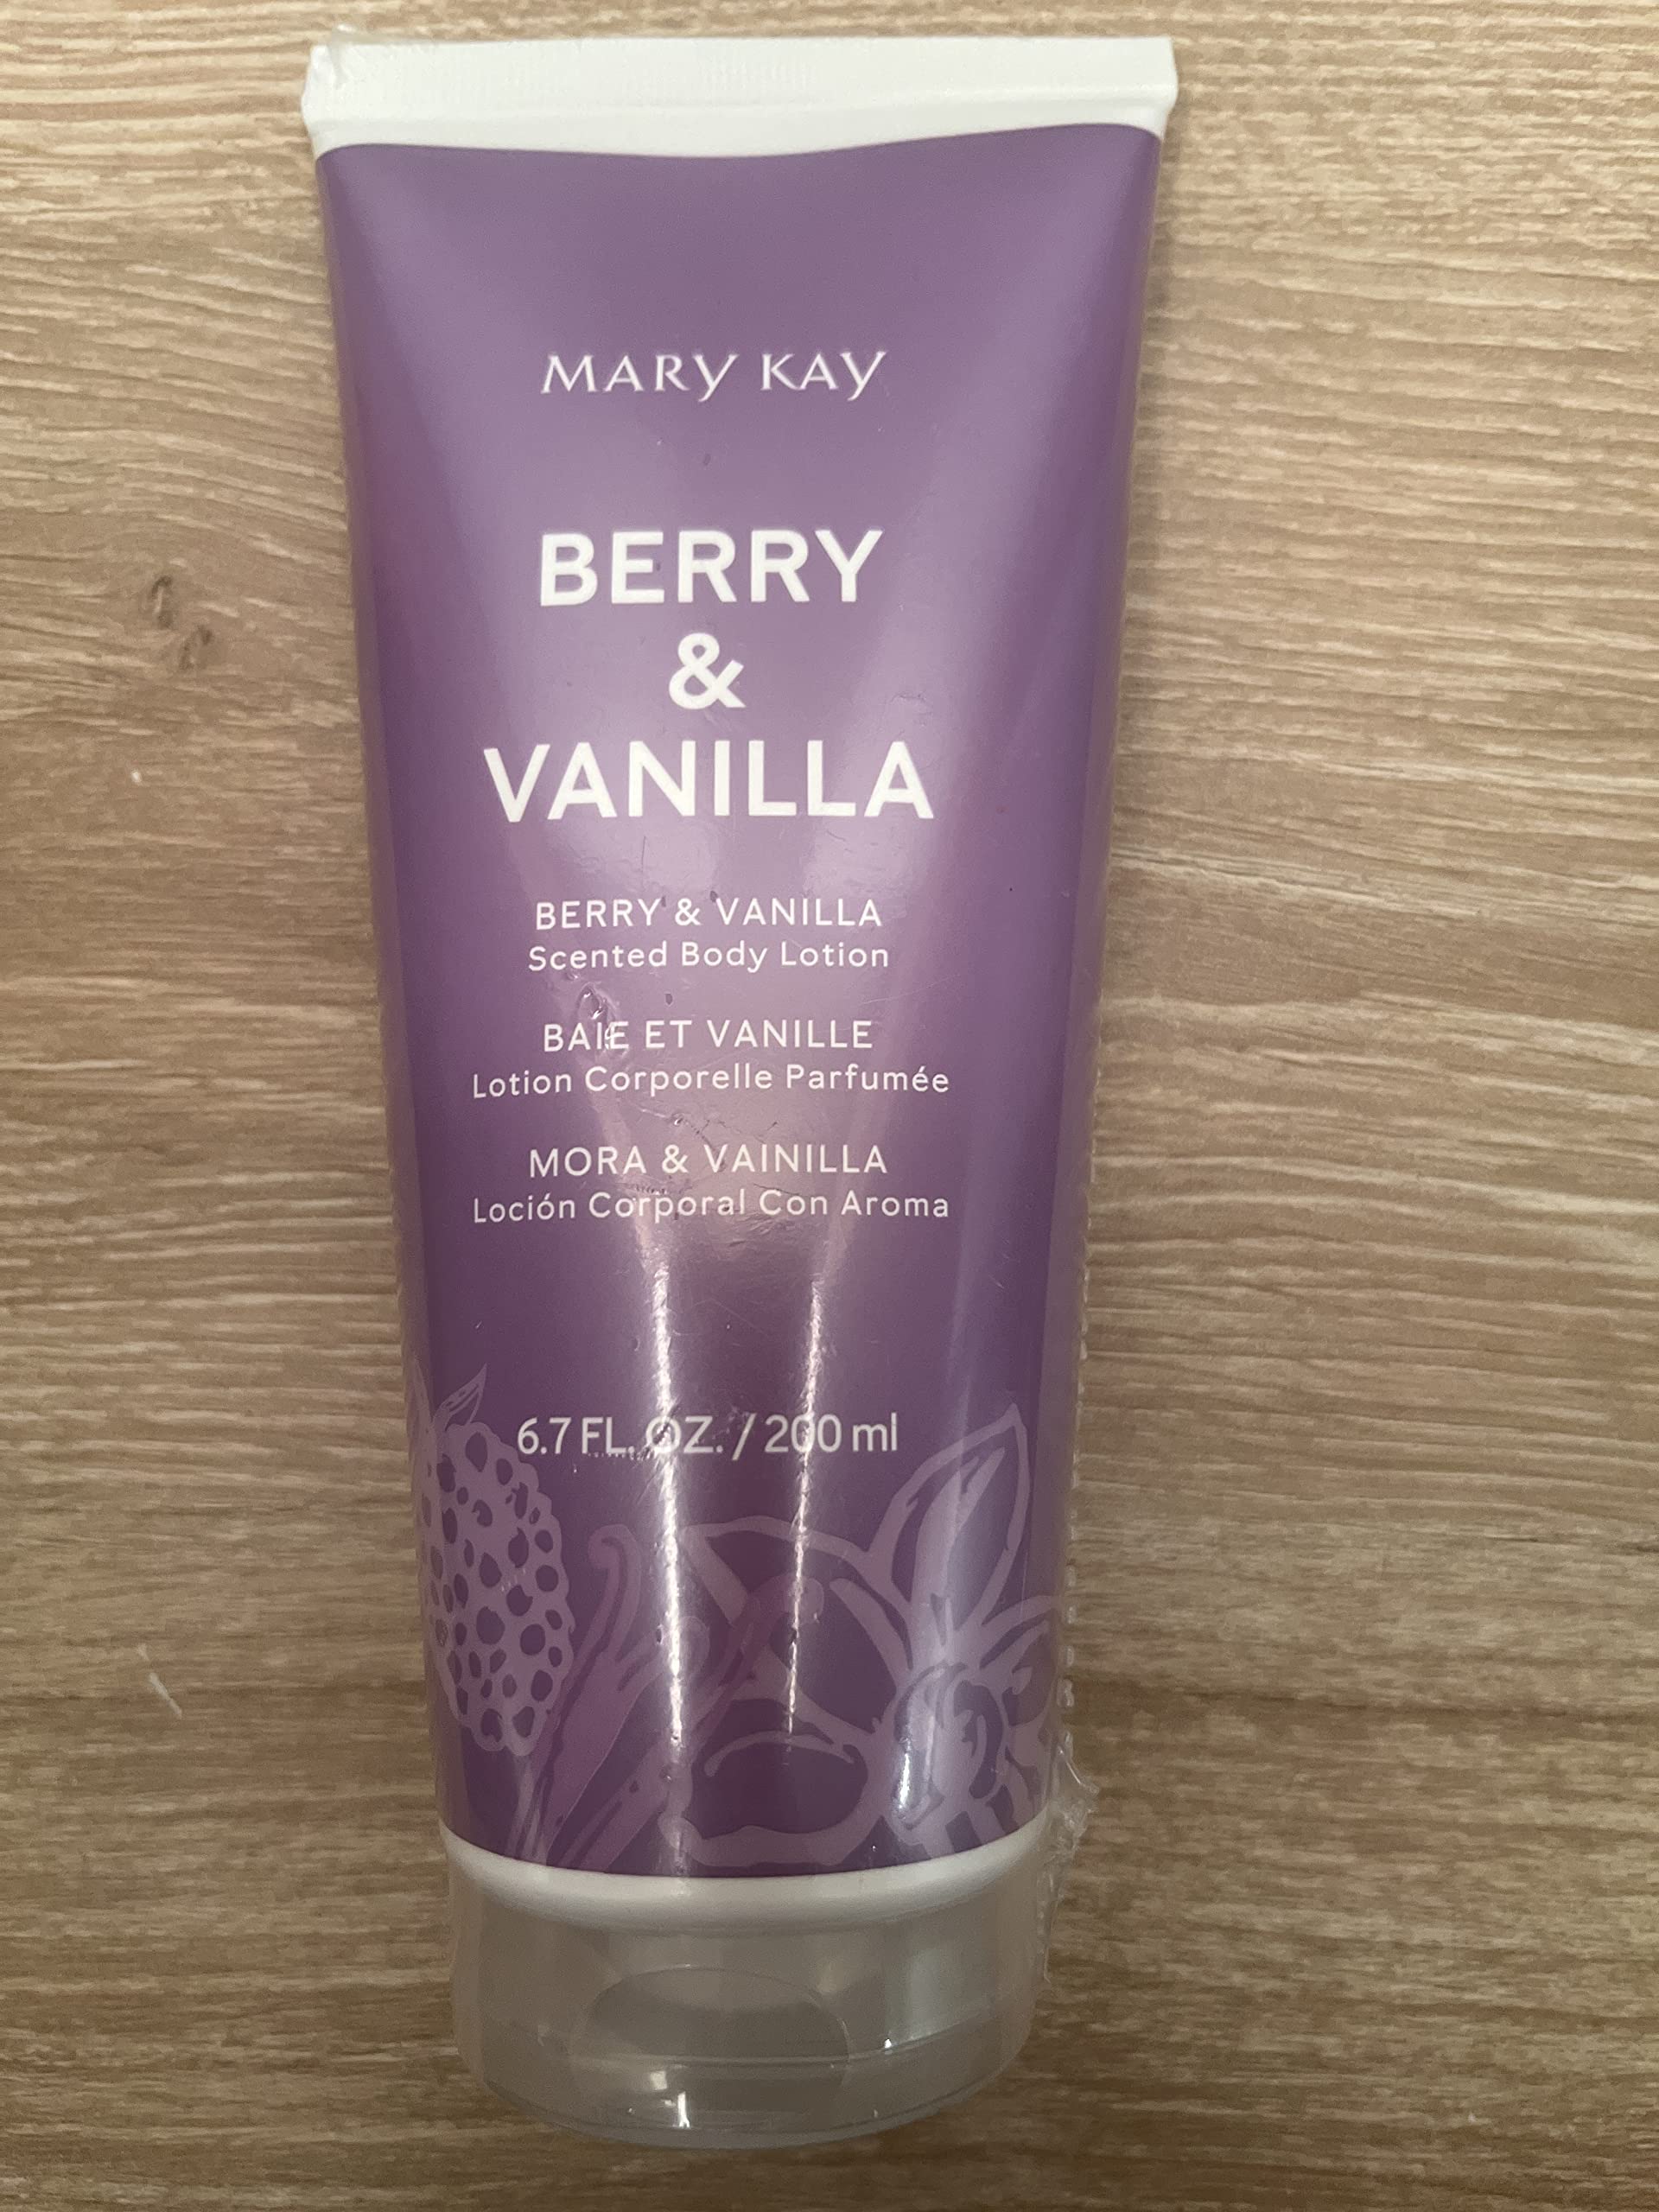 MARY KAY
BERRY
&
VANILLA
BERRY & VANILLA
Scented Body Lotion
BAIE ET VANILLE
Lotion Corporelle Parfumée
MORA & VAINILLA
Loción Corporal Con Aroma
6.7 FL. OZ. / 200 ml